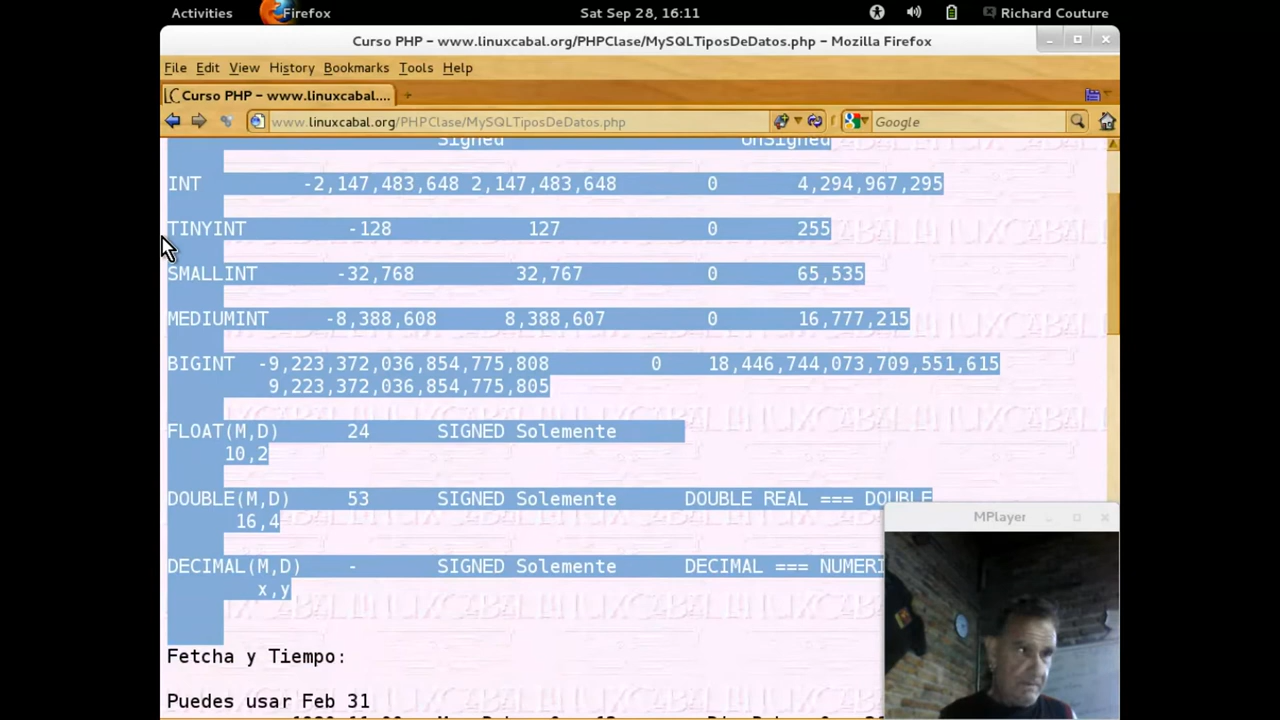 Activities Firefox Sat Sep 28, 16:11 Richard Couture
Curso PHP - www.linuxcabal.org/PHPClase/MySQLTiposDeDatos.php - Mozilla Firefox
File Edit View History Bookmarks Tools Help
Curso PHP - www.linuxcabal....
www.linuxcabal.org/PHPClase/MySQLTiposDeDatos.php Google
Signed UnSigned
INT -2,147,483,648 2,147,483,648 0 4,294,967,295
TINYINT -128 127 0 255
SMALLINT -32,768 32,767 0 65,535
MEDIUMINT -8,388,608 8,388,607 0 16,777,215
BIGINT -9,223,372,036,854,775,808 0 18,446,744,073,709,551,615
9,223,372,036,854,775,805
FLOAT(M,D) 24 SIGNED Solemente
10,2
DOUBLE(M,D) 53 SIGNED Solemente DOUBLE REAL === DOUBLE
16,4
MPlayer
DECIMAL(M,D) - SIGNED Solemente DECIMAL === NUMERI
x,y
Fetcha y Tiempo:
Puedes usar Feb 31